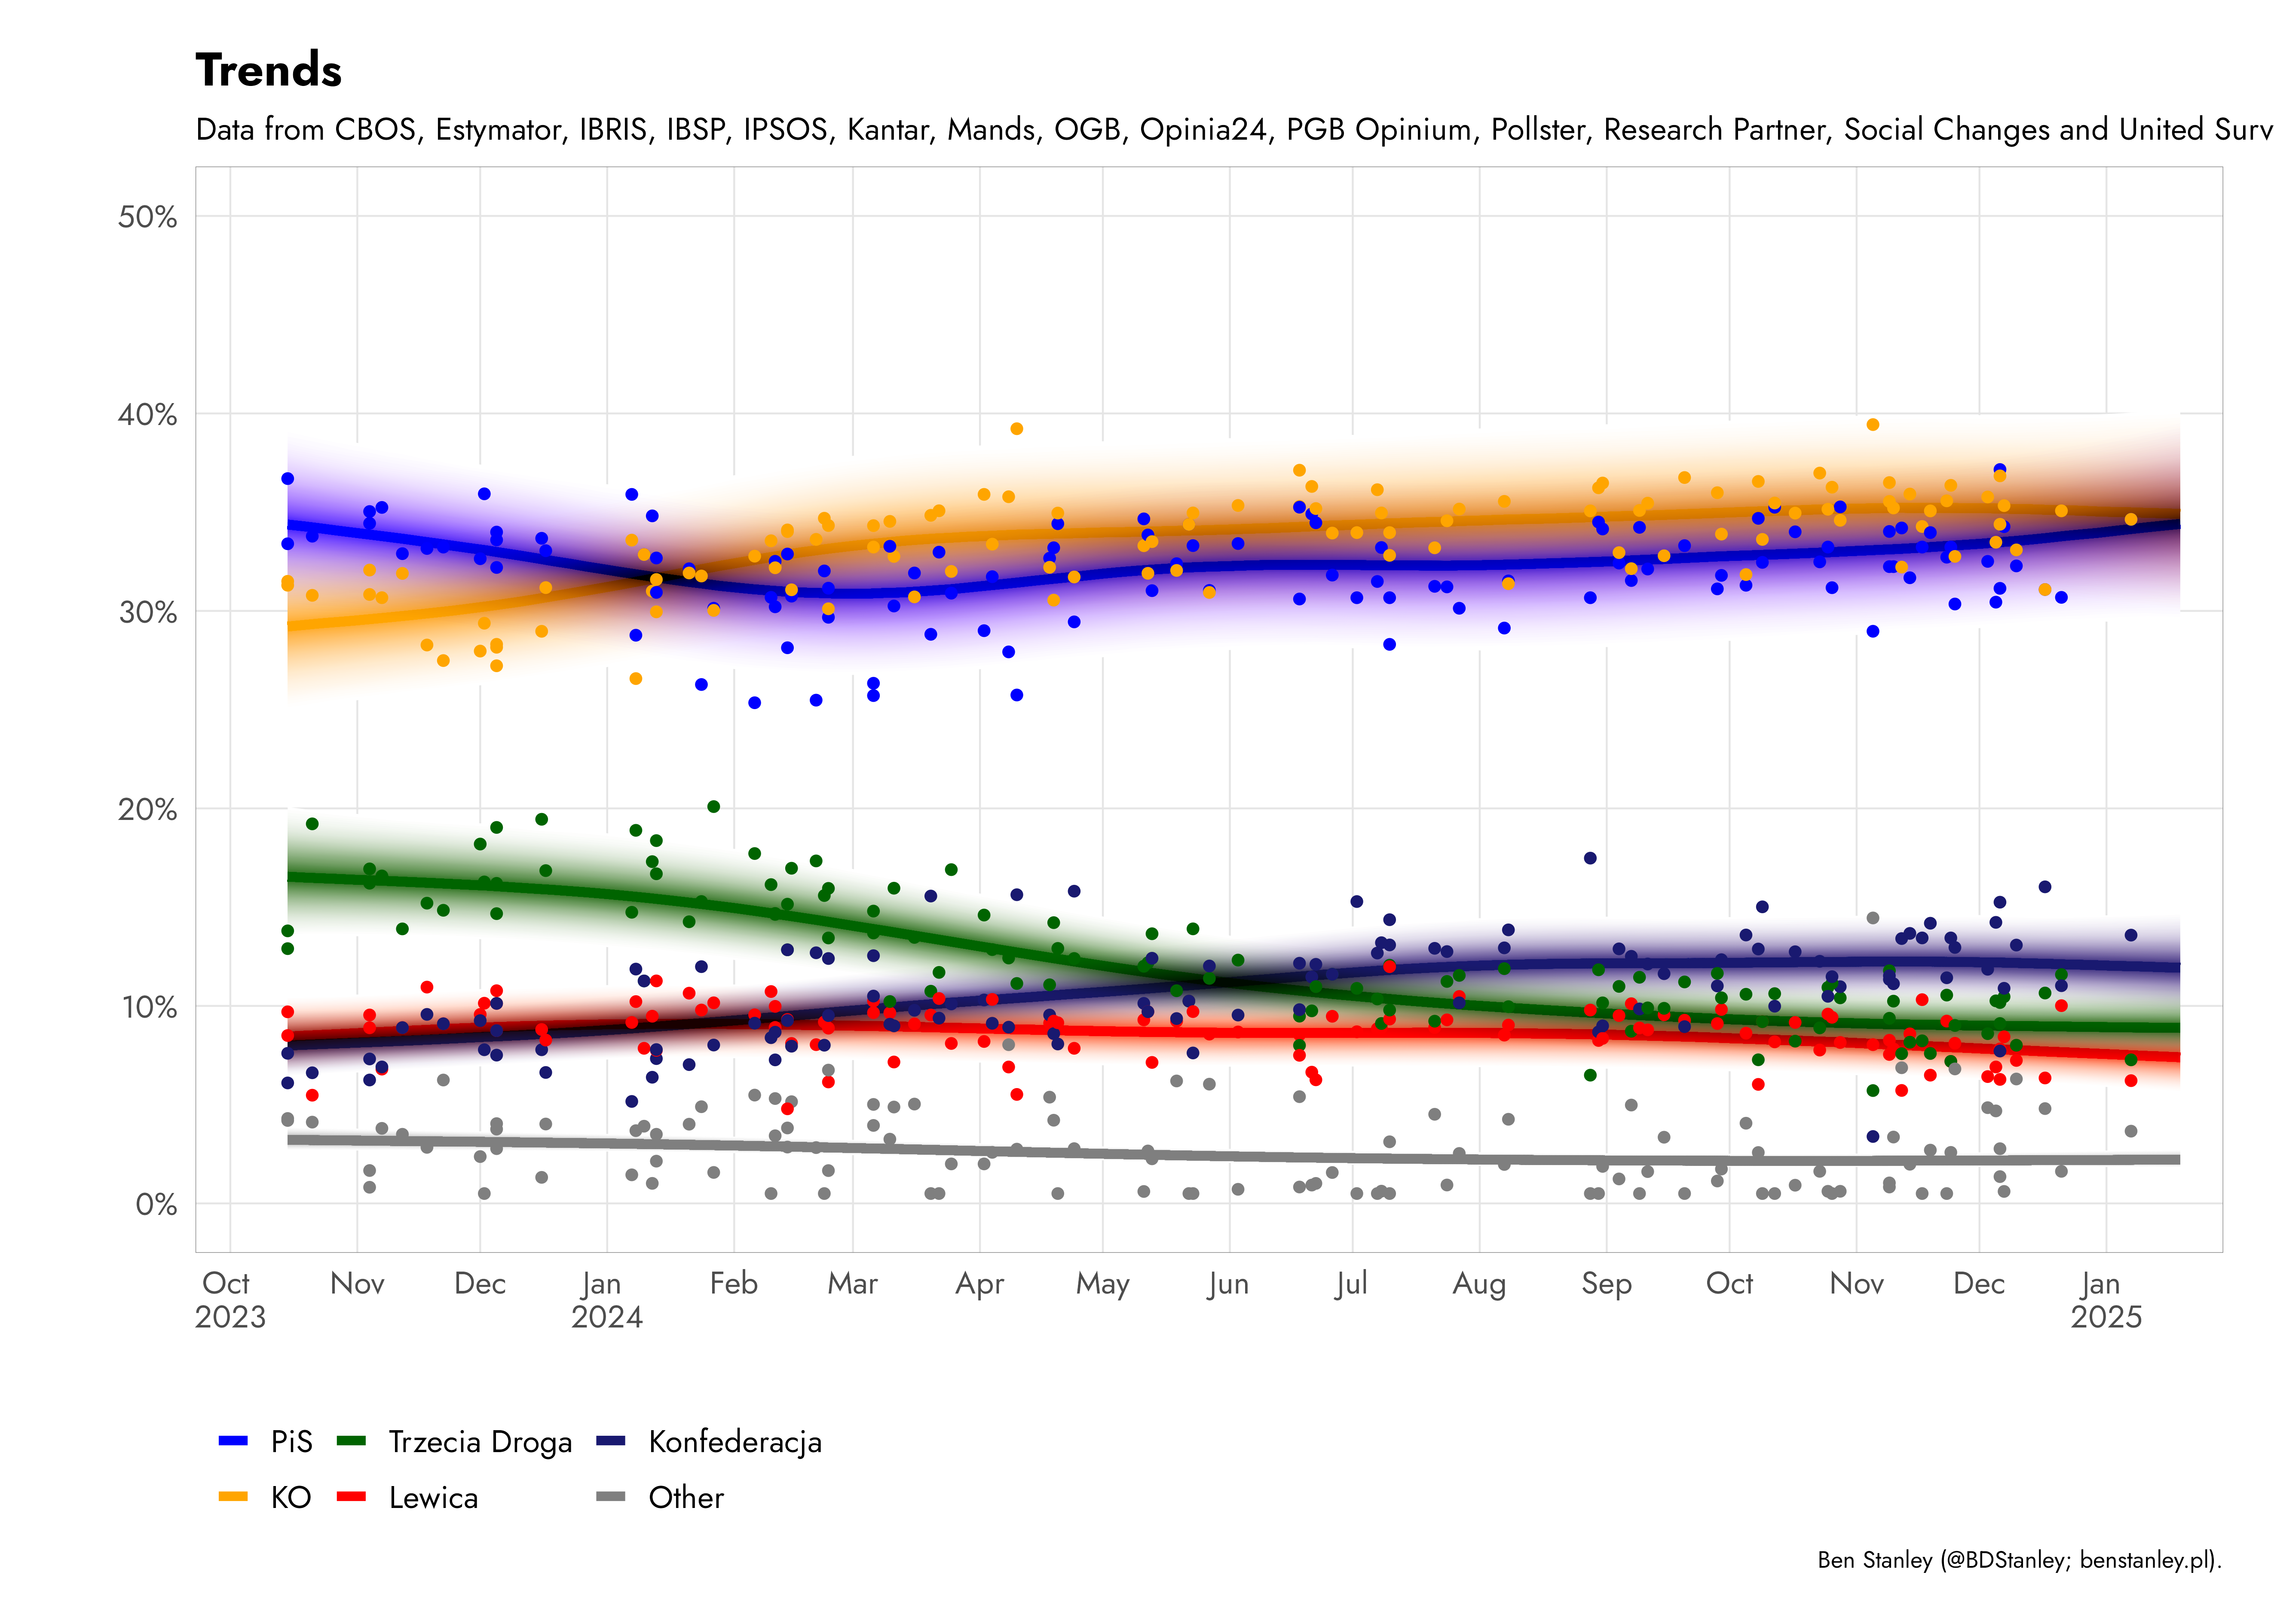 Trends
Data from CBOS, Estymator, IBRIS, IBSP, IPSOS, Kantar, Mands, OGB, Opinia24, PGB Opinium, Pollster, Research Partner, Social Changes and United Surv
50%
40%
30%
20%
10%
0%
Oct Nov Dec Jan Feb Mar Apr May Jun Jul Aug Sep Oct Nov Dec Jan
2023 2024 2025
PiS Trzecia Droga Konfederacja
KO Lewica Other
Ben Stanley (@BDStanley; benstanley.pl).